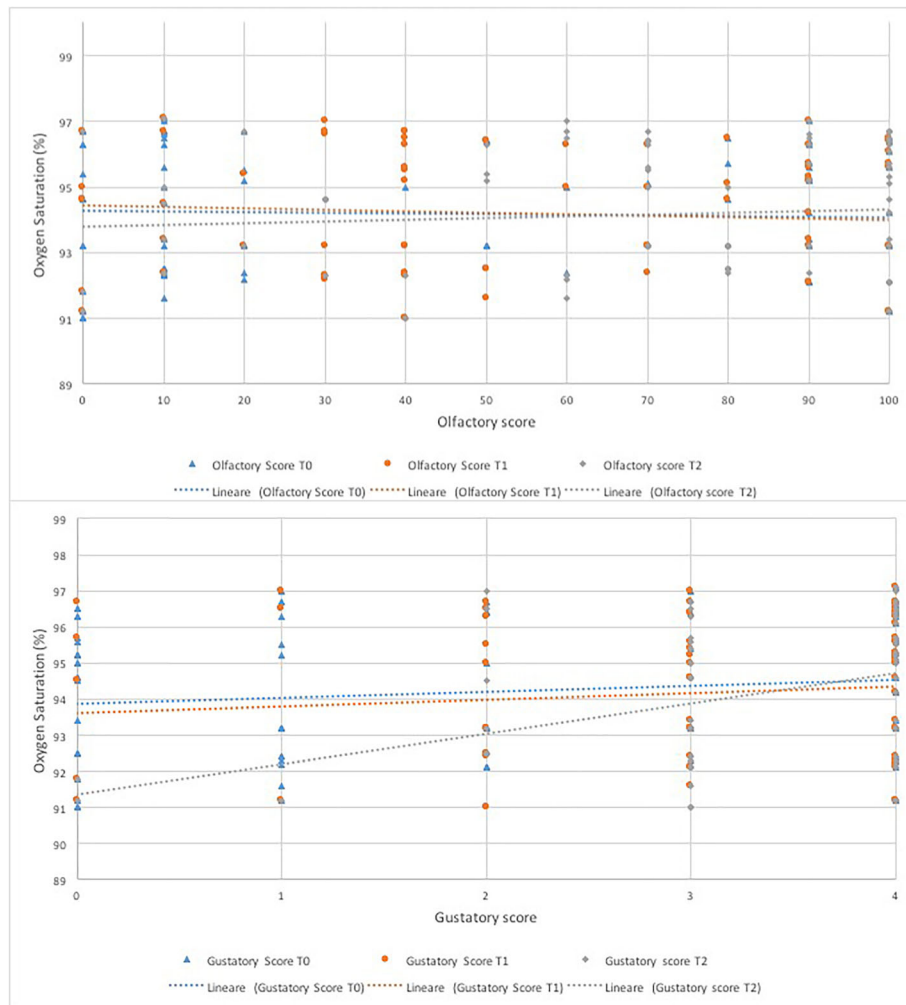 99
97
95
93
91
89
Oxygen Saturation (%)
0 10 20 30 40 50 60 70 80 90 100
Olfactory score
Olfactory Score T0 Olfactory Score T1 Olfactory score T2
Lineare (Olfactory Score T0) Lineare (Olfactory Score T1) Lineare (Olfactory score T2)
99
98
97
96
95
94
93
92
91
90
89
Oxygen Saturation (%)
0 1 2 3 4
Gustatory score
Gustatory Score T0 Gustatory Score T1 Gustatory score T2
Lineare (Gustatory Score T0) Lineare (Gustatory Score T1) Lineare (Gustatory score T2)